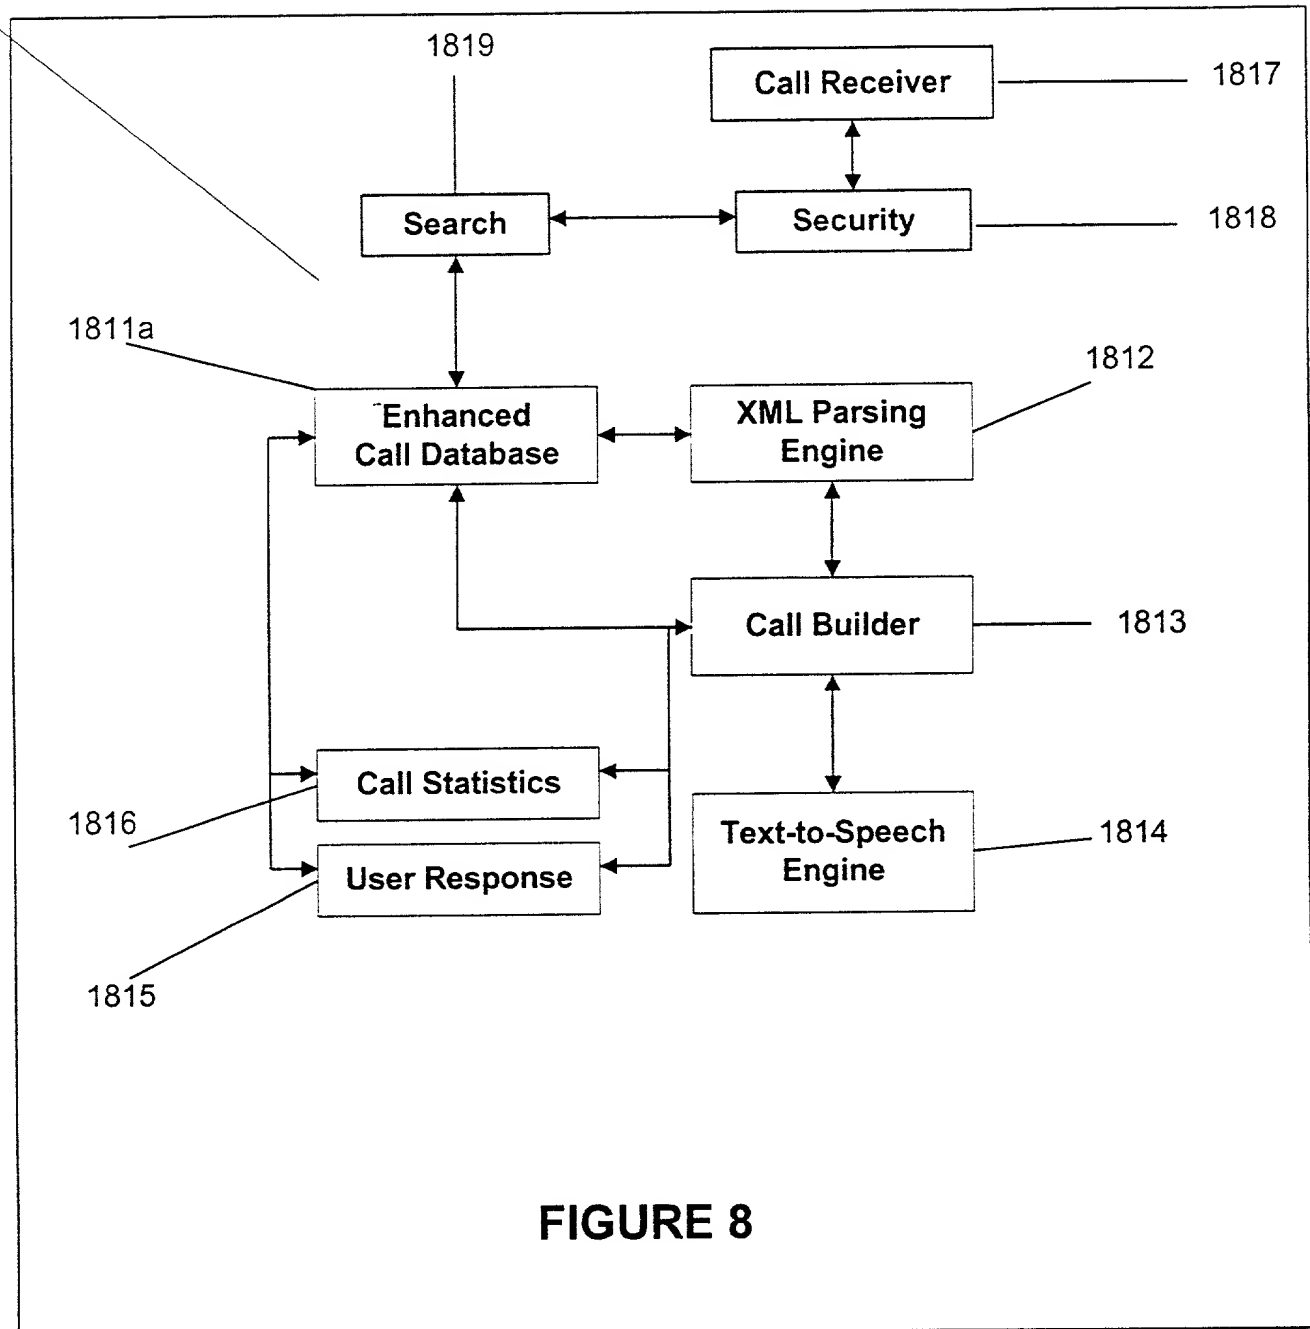 1819
Call Receiver
1817
Search
Security
1818
1811a
Enhanced
Call Database
XML Parsing
Engine
1812
Call Builder
1813
Call Statistics
1816
Text-to-Speech
Engine
1814
User Response
1815
FIGURE 8